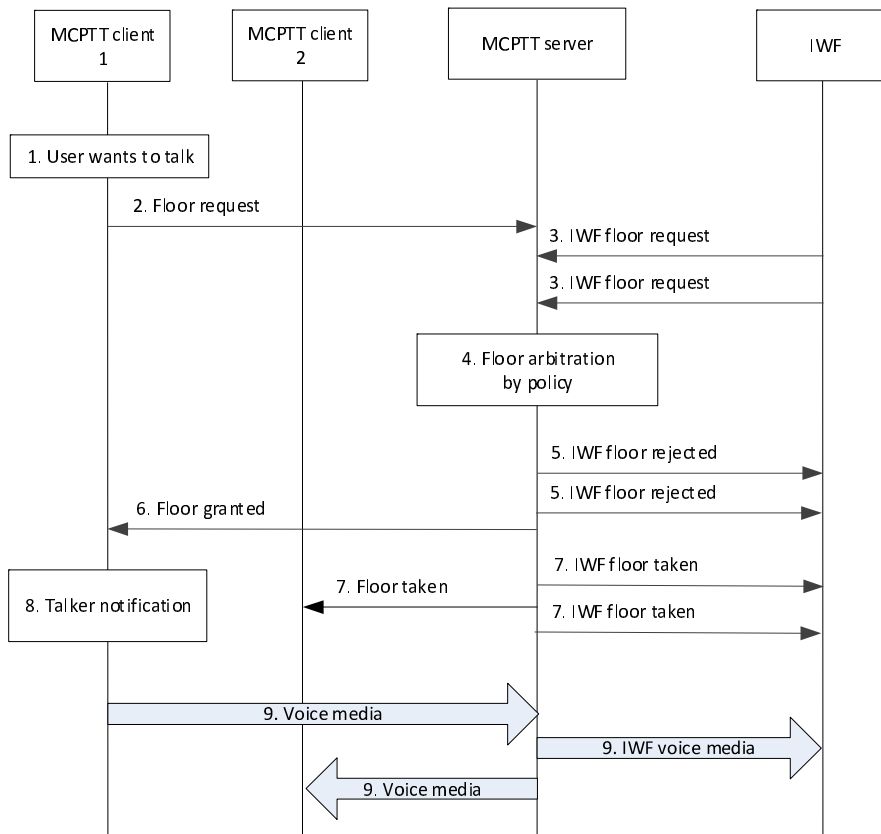 MCPTT client
1
MCPTT client
2
MCPTT server
IWF
1. User wants to talk
2. Floor request
3. IWF floor request
3. IWF floor request
4. Floor arbitration
by policy
5. IWF floor rejected
5. IWF floor rejected
6. Floor granted
7. IWF floor taken
7. Floor taken
8. Talker notification
7. IWF floor taken
9. Voice media
9. IWF voice media
9. Voice media